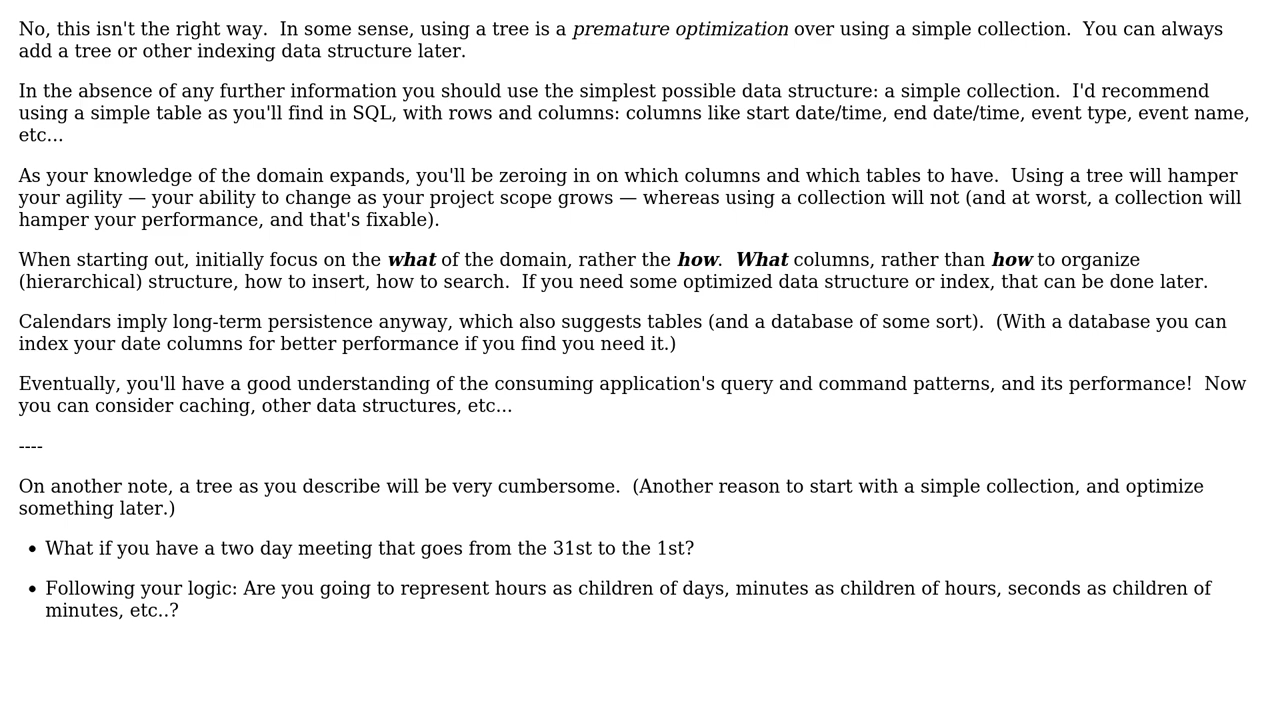 No, this isn't the right way.  In some sense, using a tree is a premature optimization over using a simple collection.  You can always
add a tree or other indexing data structure later.
In the absence of any further information you should use the simplest possible data structure: a simple collection.  I'd recommend
using a simple table as you'll find in SQL, with rows and columns: columns like start date/time, end date/time, event type, event name,
etc...
As your knowledge of the domain expands, you'll be zeroing in on which columns and which tables to have.  Using a tree will hamper
your agility — your ability to change as your project scope grows — whereas using a collection will not (and at worst, a collection will
hamper your performance, and that's fixable).
When starting out, initially focus on the what of the domain, rather the how.  What columns, rather than how to organize
(hierarchical) structure, how to insert, how to search.  If you need some optimized data structure or index, that can be done later.
Calendars imply long-term persistence anyway, which also suggests tables (and a database of some sort).  (With a database you can
index your date columns for better performance if you find you need it.)
Eventually, you'll have a good understanding of the consuming application's query and command patterns, and its performance!  Now
you can consider caching, other data structures, etc...
----
On another note, a tree as you describe will be very cumbersome.  (Another reason to start with a simple collection, and optimize
something later.)
• What if you have a two day meeting that goes from the 31st to the 1st?
• Following your logic: Are you going to represent hours as children of days, minutes as children of hours, seconds as children of
minutes, etc..?